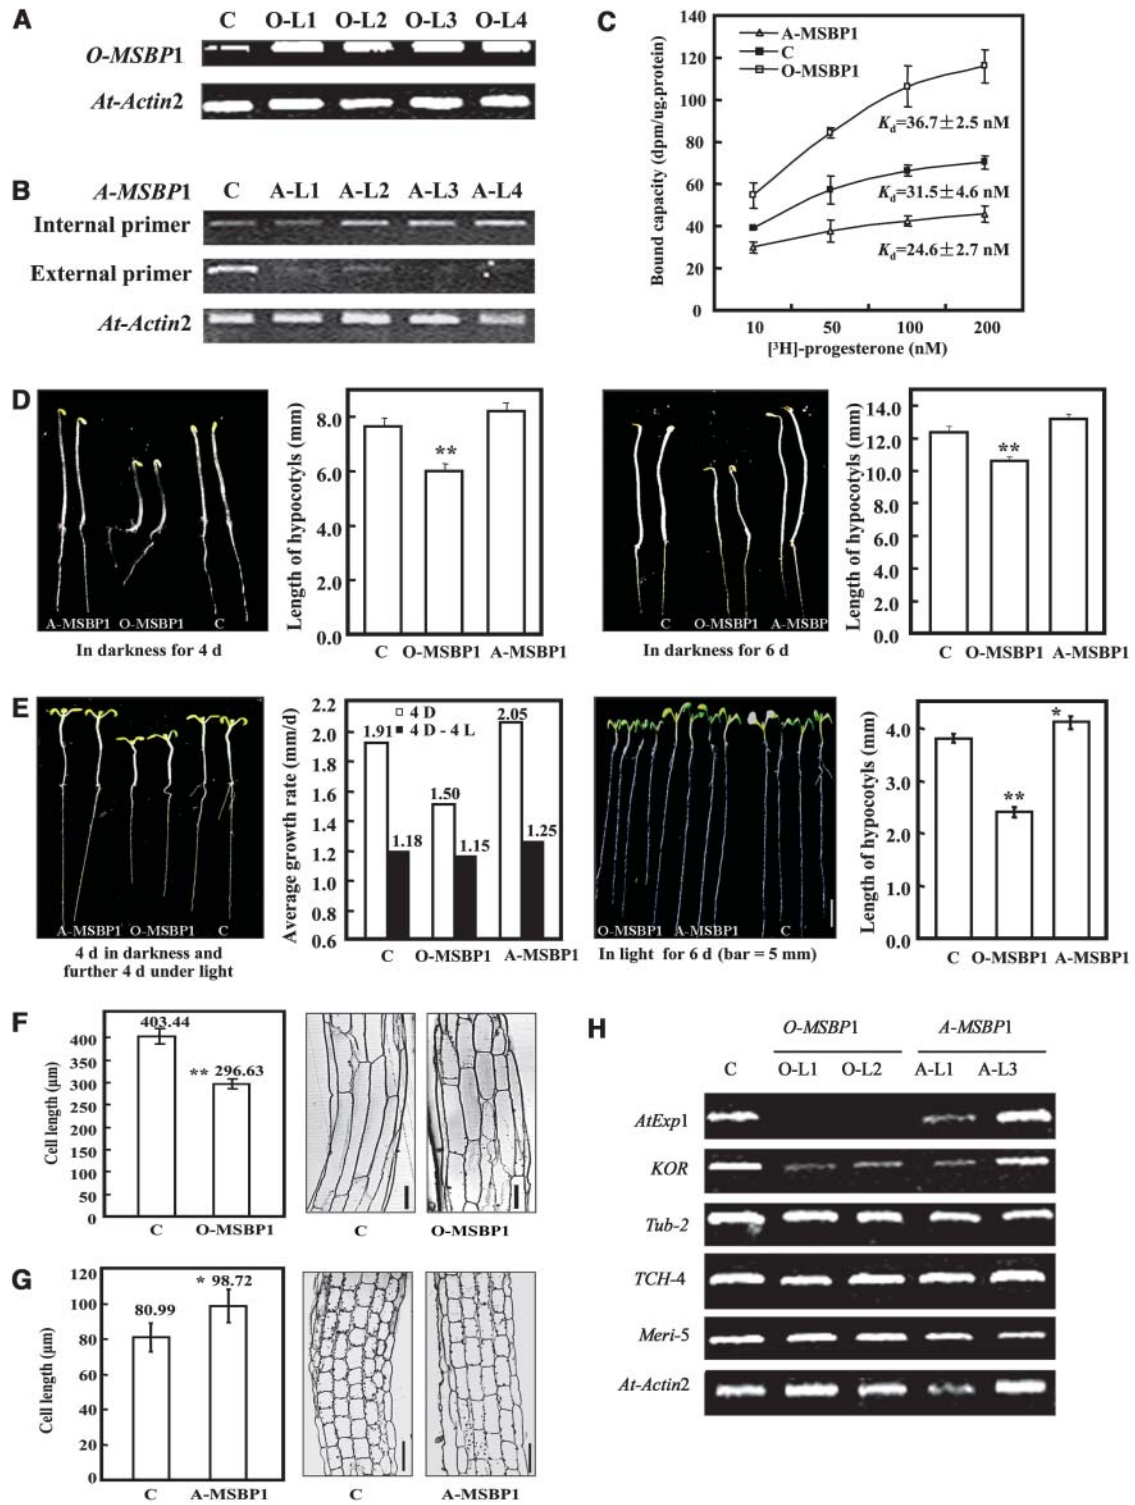 A
C O-L1 O-L2 O-L3 O-L4
O-MSBP1
At-Actin2
B
A-MSBP1 C A-L1 A-L2 A-L3 A-L4
Internal primer
External primer
At-Actin2
C
140
120
100
80
60
40
20
0
Bound capacity (dpm/ug.protein)
A-MSBP1
C
O-MSBP1
Kd=36.7±2.5 nM
Kd=31.5±4.6 nM
Kd=24.6±2.7 nM
10 50 100 200
[³H]-progesterone (nM)
D
A-MSBP1 O-MSBP1 C
In darkness for 4 d
Length of hypocotyls (mm)
8.0
6.0
4.0
2.0
0.0
**
C O-MSBP1 A-MSBP1
C O-MSBP1 A-MSBP
In darkness for 6 d
Length of hypocotyls (mm)
14.0
12.0
10.0
8.0
6.0
4.0
2.0
0.0
**
C O-MSBP1 A-MSBP1
E
A-MSBP1 O-MSBP1 C
4 d in darkness and
further 4 d under light
Average growth rate (mm/d)
2.2
2.0
1.8
1.6
1.4
1.2
1.0
0.8
0.6
4 D
4 D - 4 L
1.91
1.18
1.50
1.15
2.05
1.25
C O-MSBP1 A-MSBP1
O-MSBP1 A-MSBP1 C
In light for 6 d (bar = 5 mm)
Length of hypocotyls (mm)
4.0
3.0
2.0
1.0
0.0
**
*
C O-MSBP1 A-MSBP1
F
Cell length (μm)
400
350
300
250
200
150
100
50
0
403.44
** 296.63
C O-MSBP1
C O-MSBP1
G
Cell length (μm)
120
100
80
60
40
20
0
80.99
* 98.72
C A-MSBP1
C A-MSBP1
H
O-MSBP1 A-MSBP1
C O-L1 O-L2 A-L1 A-L3
AtExp1
KOR
Tub-2
TCH-4
Meri-5
At-Actin2